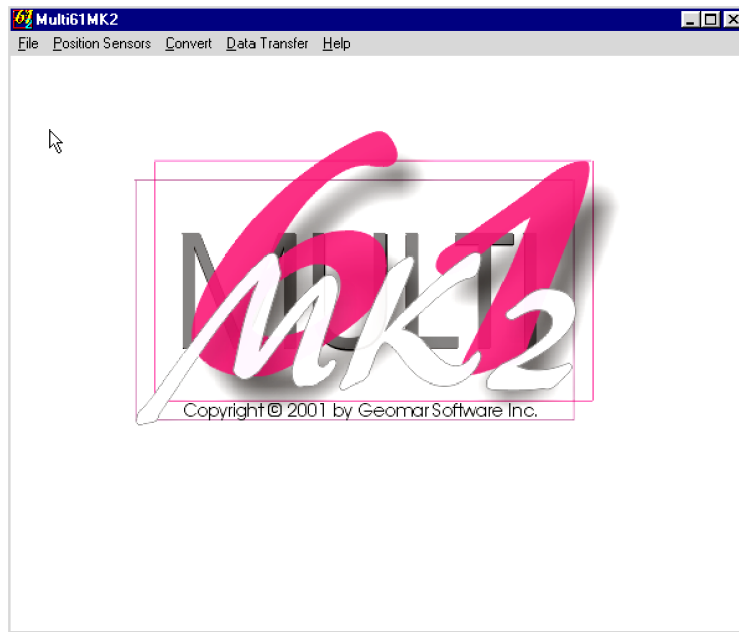 Multi61MK2
File Position Sensors Convert Data Transfer Help
61
MULTI
MK2
Copyright © 2001 by Geomar Software Inc.